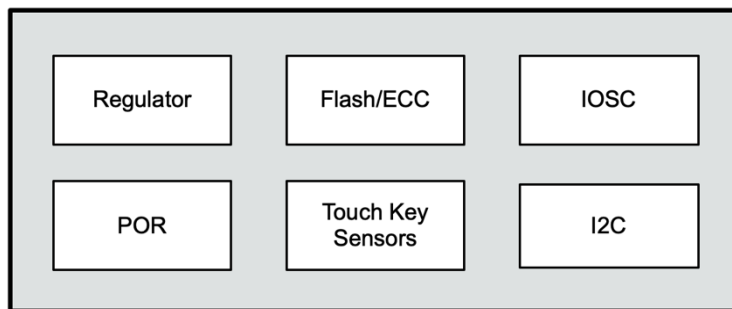 Regulator
Flash/ECC
IOSC
POR
Touch Key
Sensors
I2C